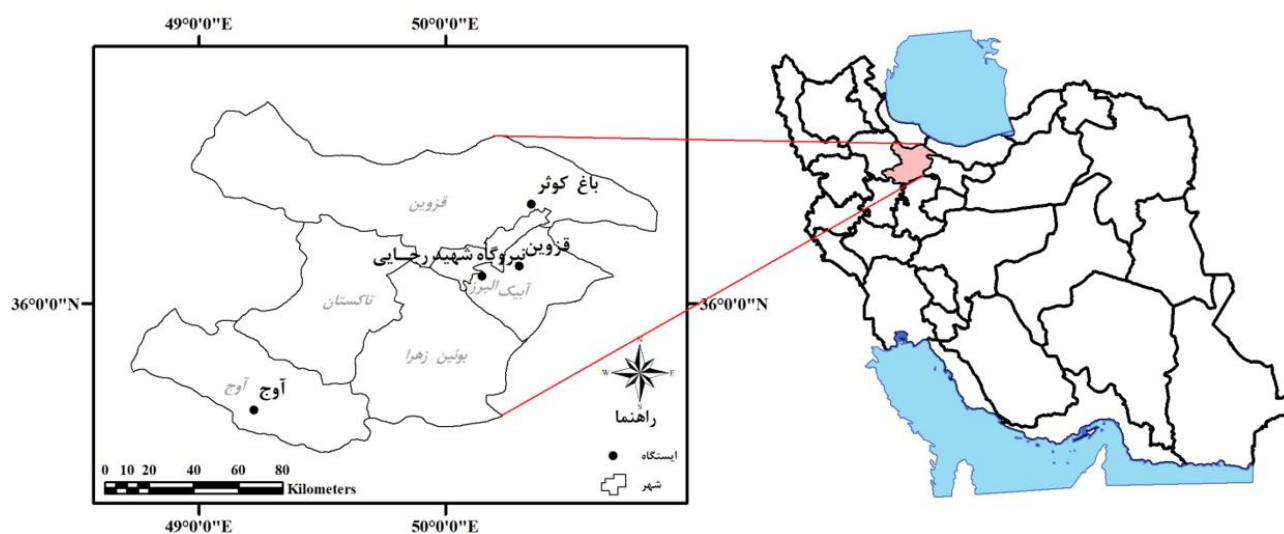 49°0'0"E
50°0'0"E
باغ کوثر
قزوین
قزوین
نیروگاه شهید رجایی
آبیک
البرز
تاکستان
36°0'0"N
36°0'0"N
بوئین زهرا
N
W
E
S
آوج
آوج
راهنما
ایستگاه
شهر
0 10 20 40 60 80
Kilometers
49°0'0"E
50°0'0"E